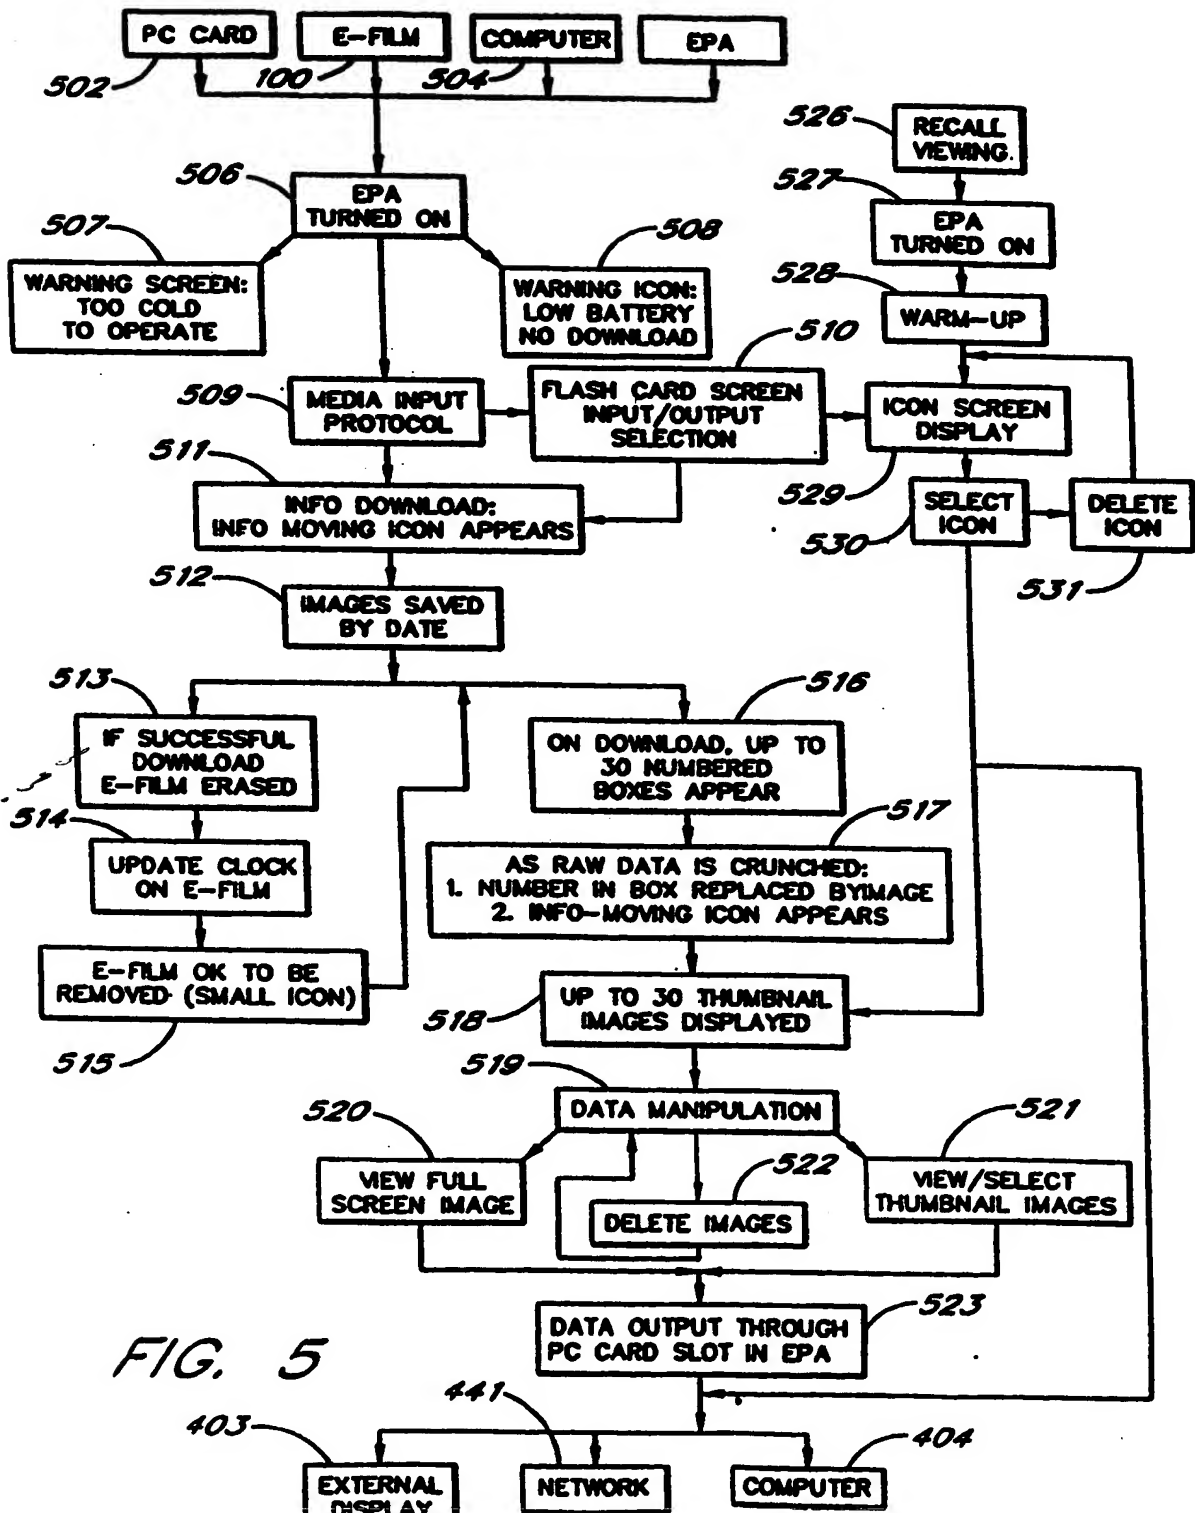 PC CARD
E-FILM
COMPUTER
EPA
502
100
504
526
RECALL
VIEWING.
506
EPA
TURNED ON
527
EPA
TURNED ON
507
508
WARNING SCREEN:
TOO COLD
TO OPERATE
WARNING ICON:
LOW BATTERY
NO DOWNLOAD
528
WARM-UP
510
509
MEDIA INPUT
PROTOCOL
FLASH CARD SCREEN
INPUT/OUTPUT
SELECTION
ICON SCREEN
DISPLAY
529
511
INFO DOWNLOAD:
INFO MOVING ICON APPEARS
SELECT
ICON
530
DELETE
ICON
531
512
IMAGES SAVED
BY DATE
513
IF SUCCESSFUL
DOWNLOAD
E-FILM ERASED
516
ON DOWNLOAD, UP TO
30 NUMBERED
BOXES APPEAR
514
UPDATE CLOCK
ON E-FILM
517
AS RAW DATA IS CRUNCHED:
1. NUMBER IN BOX REPLACED BYIMAGE
2. INFO-MOVING ICON APPEARS
E-FILM OK TO BE
REMOVED (SMALL ICON)
515
518
UP TO 30 THUMBNAIL
IMAGES DISPLAYED
519
DATA MANIPULATION
520
VIEW FULL
SCREEN IMAGE
522
DELETE IMAGES
521
VIEW/SELECT
THUMBNAIL IMAGES
523
DATA OUTPUT THROUGH
PC CARD SLOT IN EPA
FIG. 5
403
441
404
EXTERNAL
DISPLAY
NETWORK
COMPUTER